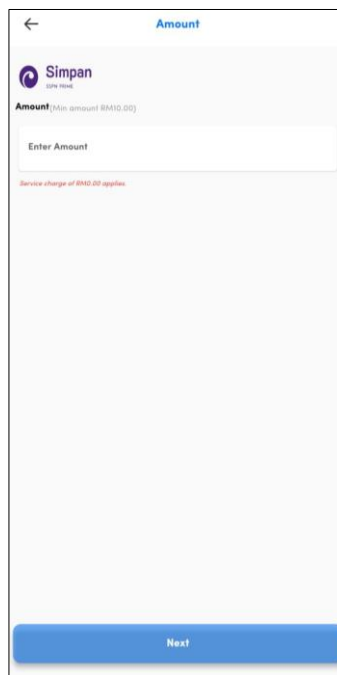 Amount
Simpan
SSPN PRIME
Amount(Min amount RM10.00)
Enter Amount
Service charge of RM0.00 applies
Next